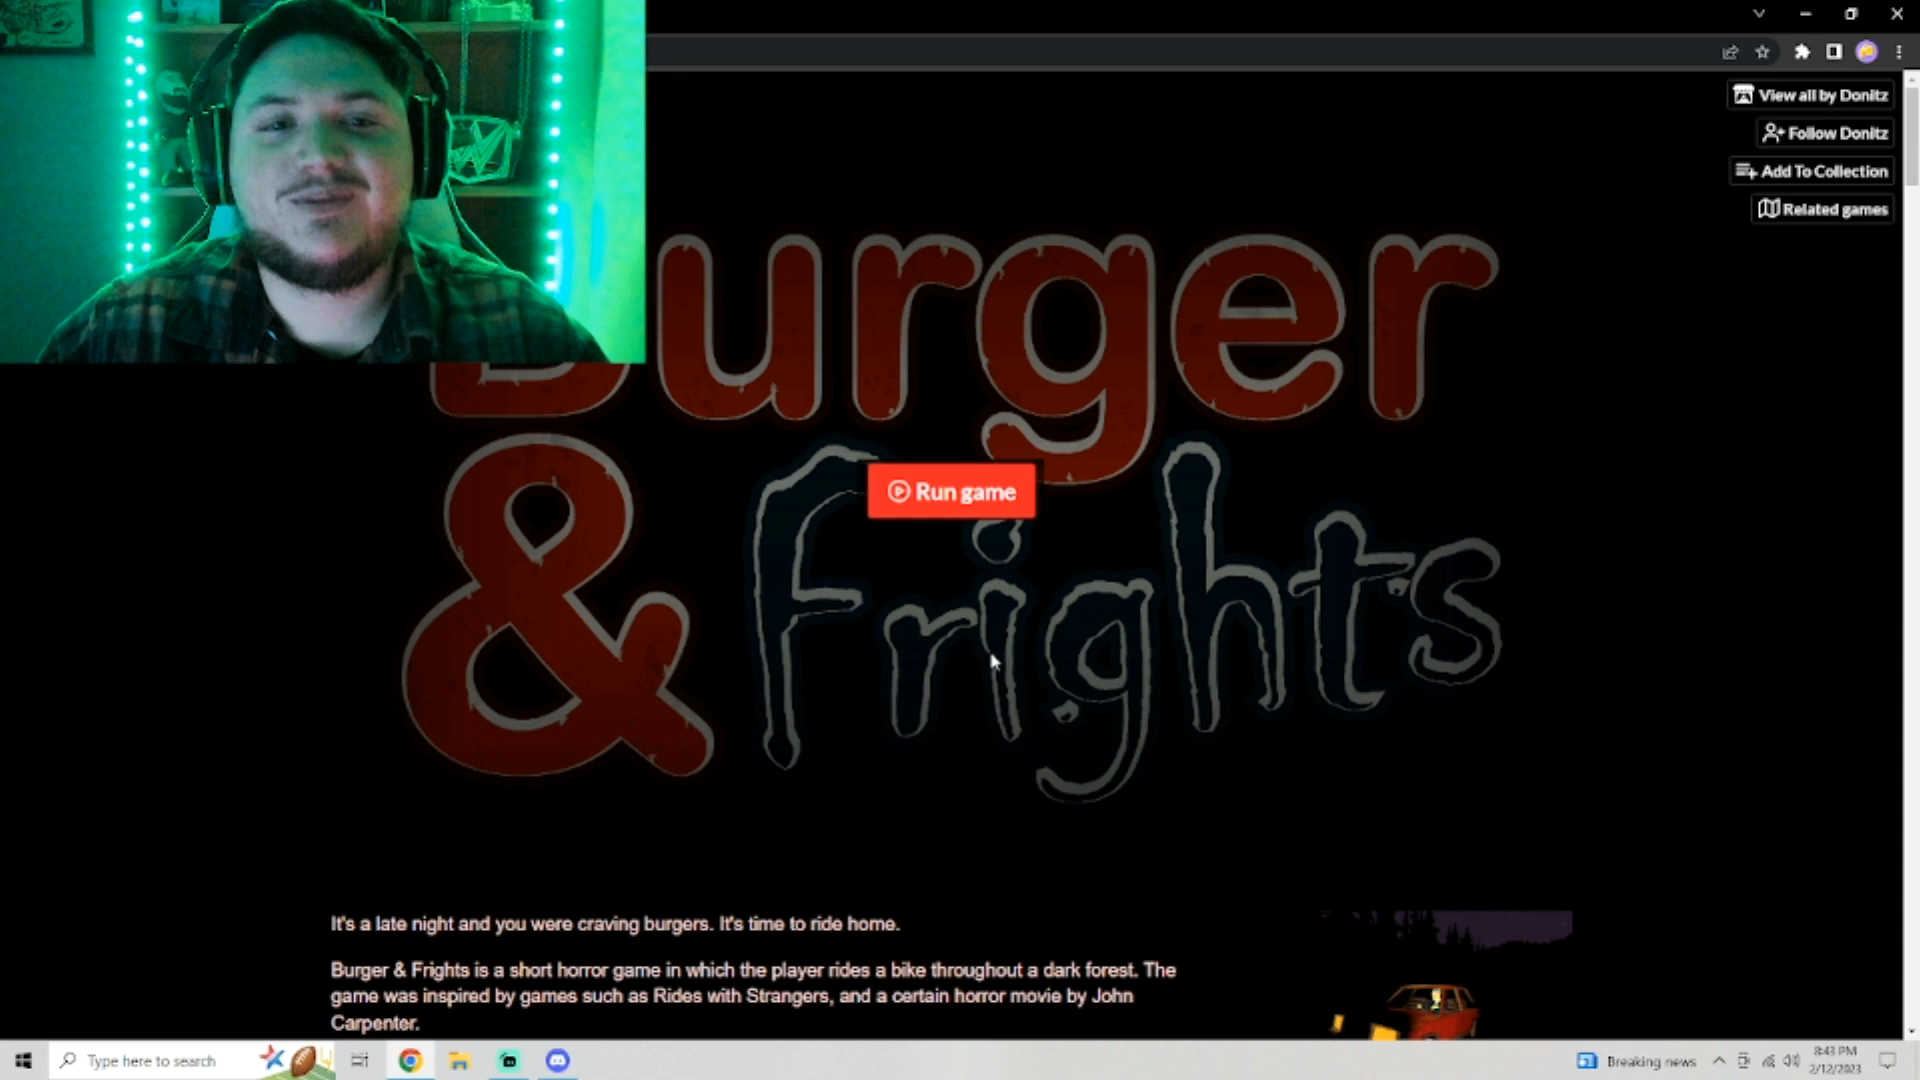 View all by Donitz
Follow Donitz
Add To Collection
Related games
Burger
& Frights
Run game
It's a late night and you were craving burgers. It's time to ride home.
Burger & Frights is a short horror game in which the player rides a bike throughout a dark forest. The
game was inspired by games such as Rides with Strangers, and a certain horror movie by John
Carpenter.
Type here to search
Breaking news
8:43 PM
2/12/2023